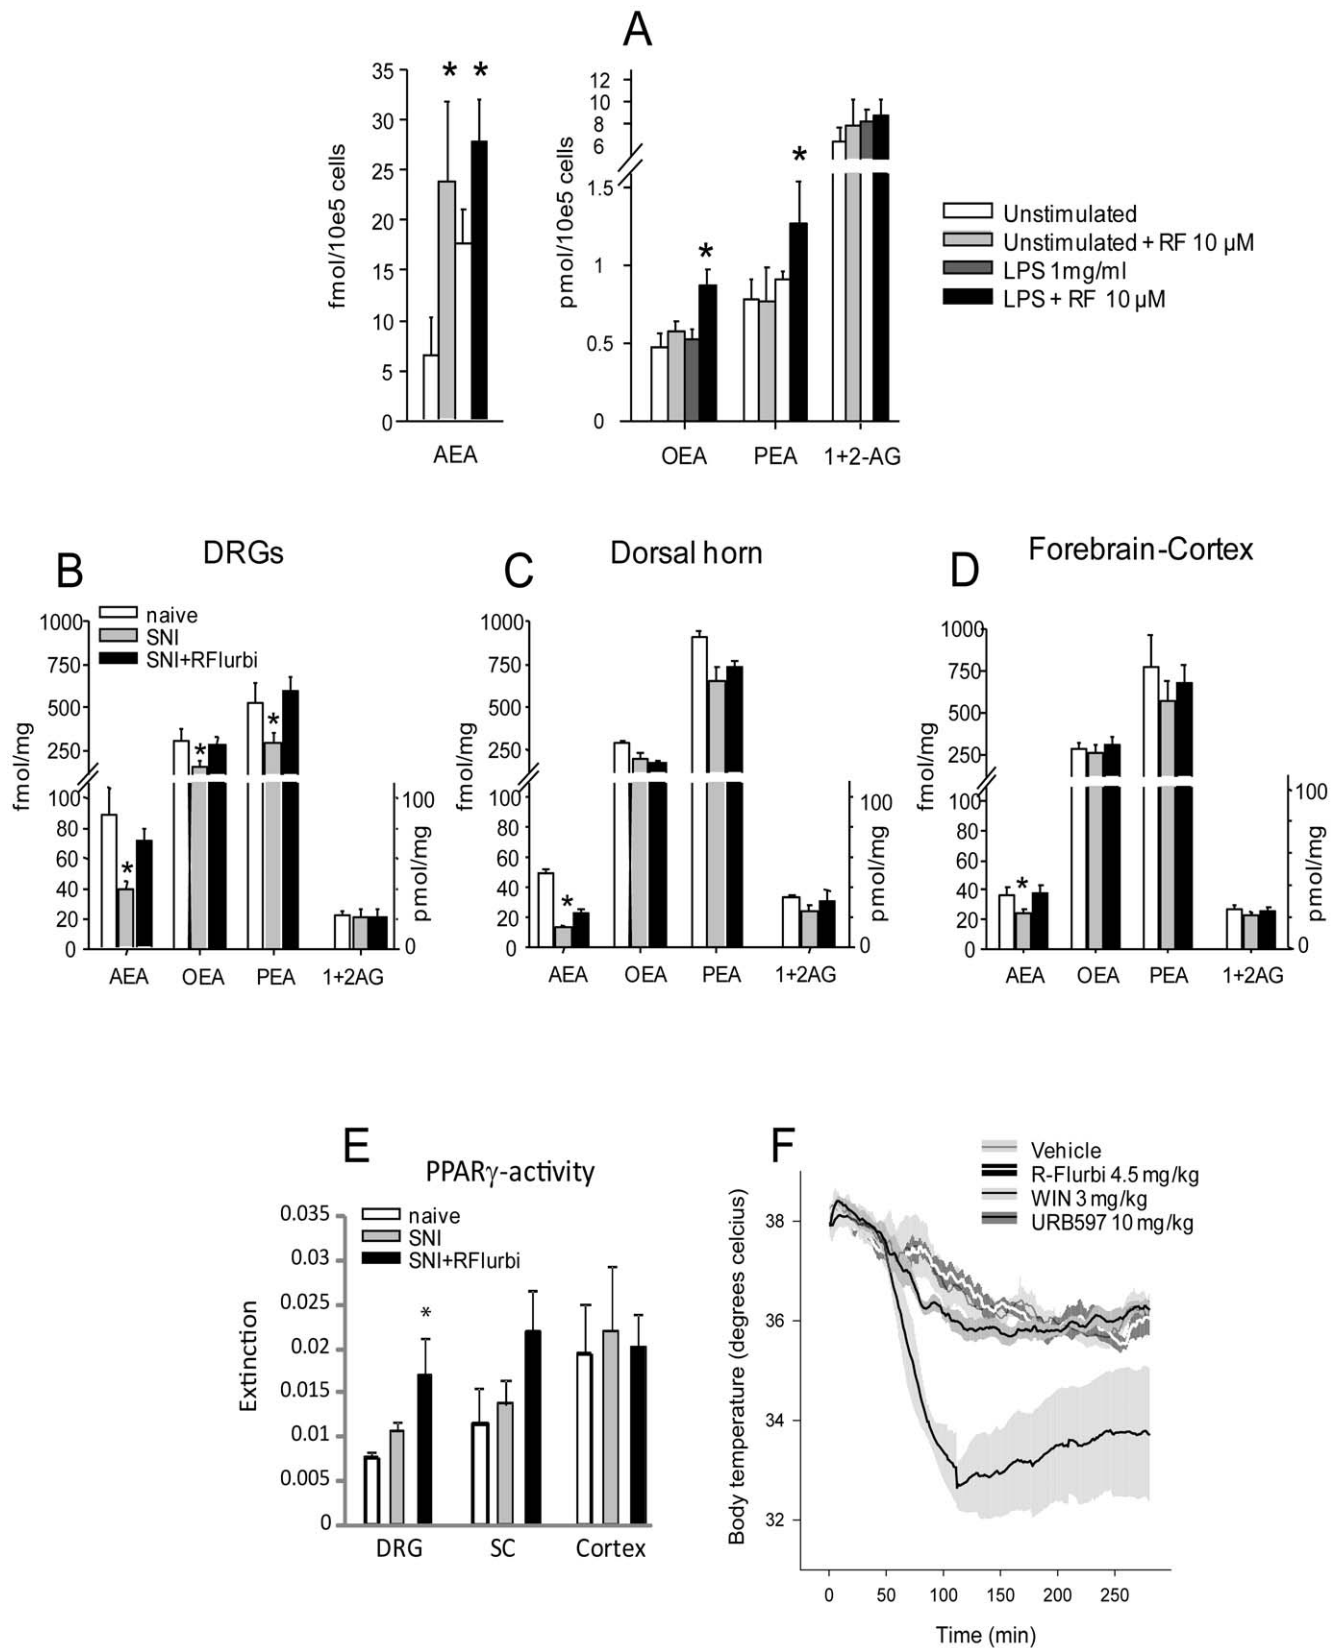 A
35
30
25
20
15
10
5
0
fmol/10e5 cells
* *
AEA
12
10
8
6
1.5
1
0.5
0
pmol/10e5 cells
*
*
OEA PEA 1+2-AG
Unstimulated
Unstimulated + RF 10 µM
LPS 1mg/ml
LPS + RF 10 µM
B
DRGs
naive
SNI
SNI+RFlurbi
1000
750
500
250
100
80
60
40
20
0
fmol/mg
*
*
*
100
0
pmol/mg
AEA OEA PEA 1+2AG
C
Dorsal horn
1000
750
500
250
100
80
60
40
20
0
fmol/mg
*
100
0
pmol/mg
AEA OEA PEA 1+2AG
D
Forebrain-Cortex
1000
750
500
250
100
80
60
40
20
0
fmol/mg
*
100
0
pmol/mg
AEA OEA PEA 1+2AG
E
PPARγ-activity
naive
SNI
SNI+RFlurbi
0.035
0.03
0.025
0.02
0.015
0.01
0.005
0
Extinction
*
DRG SC Cortex
F
Vehicle
R-Flurbi 4.5 mg/kg
WIN 3 mg/kg
URB597 10 mg/kg
38
36
34
32
Body temperature (degrees celcius)
0 50 100 150 200 250
Time (min)